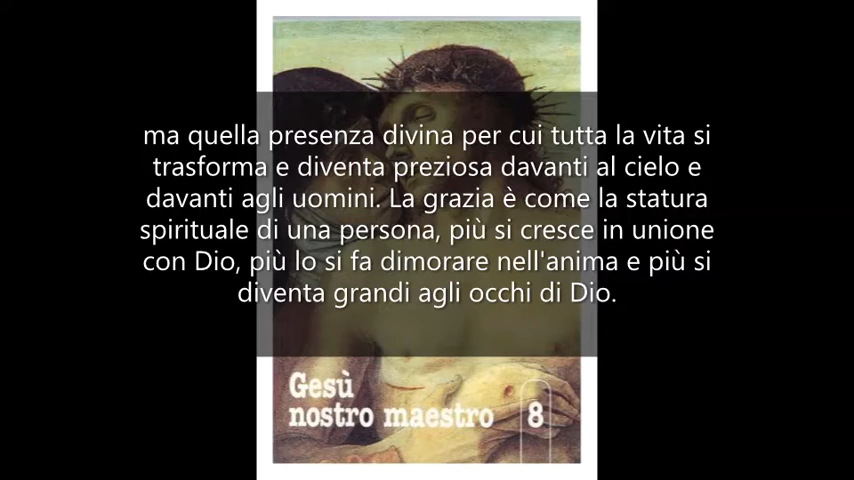 ma quella presenza divina per cui tutta la vita si
trasforma e diventa preziosa davanti al cielo e
davanti agli uomini. La grazia è come la statura
spirituale di una persona, più si cresce in unione
con Dio, più lo si fa dimorare nell'anima e più si
diventa grandi agli occhi di Dio.
Gesù
nostro maestro 8